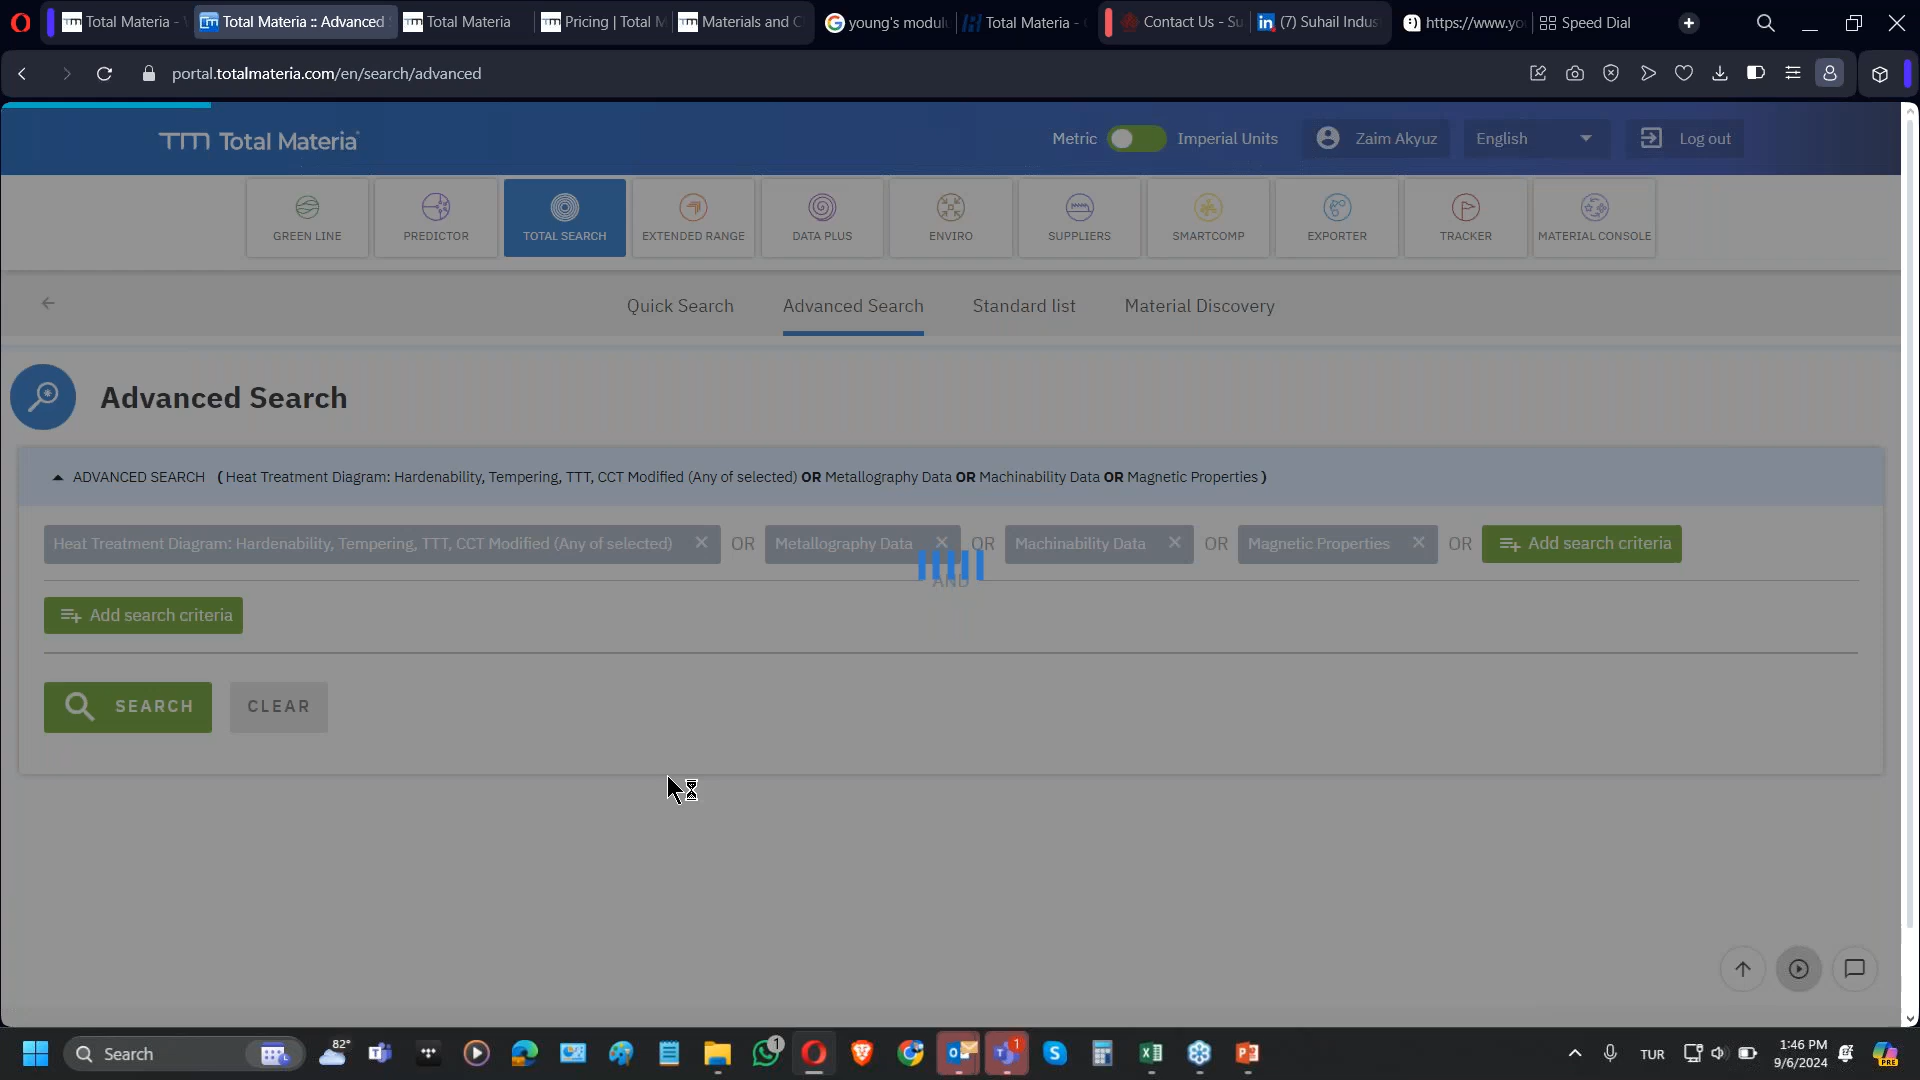 Total Materia - Total Materia :: Advanced Total Materia Pricing | Total M Materials and C young's modul Total Materia - Contact Us - Su (7) Suhail Indus https://www.yo Speed Dial
portal.totalmateria.com/en/search/advanced
Total Materia Metric Imperial Units Zaim Akyuz English Log out
GREEN LINE PREDICTOR TOTAL SEARCH EXTENDED RANGE DATA PLUS ENVIRO SUPPLIERS SMARTCOMP EXPORTER TRACKER MATERIAL CONSOLE
Quick Search Advanced Search Standard list Material Discovery
Advanced Search
ADVANCED SEARCH ( Heat Treatment Diagram: Hardenability, Tempering, TTT, CCT Modified (Any of selected) OR Metallography Data OR Machinability Data OR Magnetic Properties )
Heat Treatment Diagram: Hardenability, Tempering, TTT, CCT Modified (Any of selected) OR Metallography Data OR Machinability Data OR Magnetic Properties OR Add search criteria
AND
Add search criteria
SEARCH CLEAR
Search 82° 1 1 TUR 1:46 PM
9/6/2024